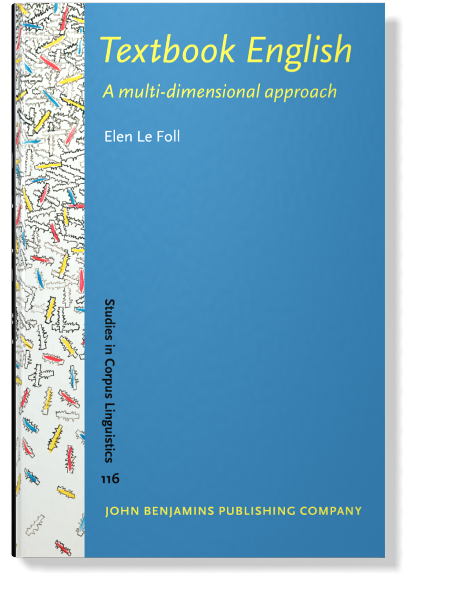 Textbook English
A multi-dimensional approach
Elen Le Foll
Studies in Corpus Linguistics
116
JOHN BENJAMINS PUBLISHING COMPANY